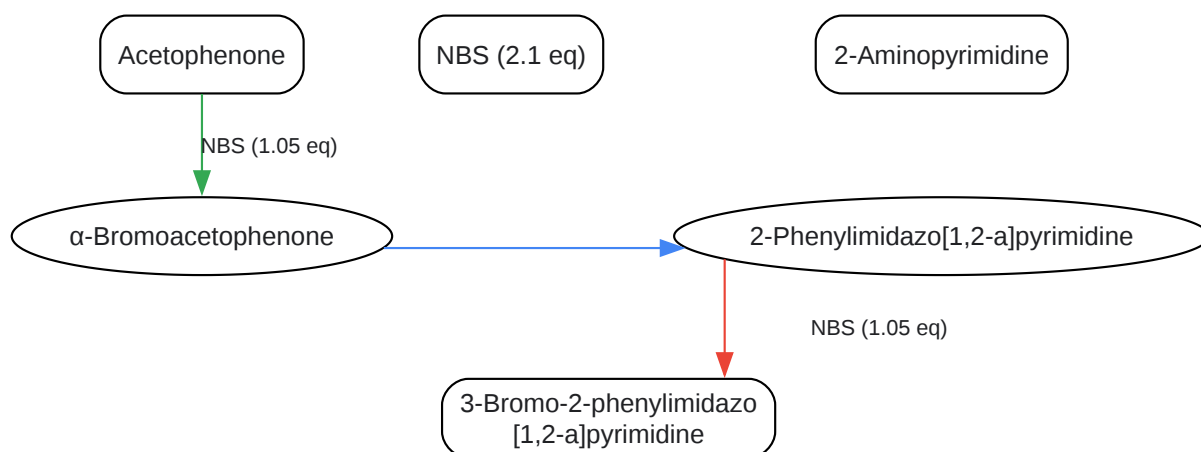 Acetophenone
NBS (2.1 eq)
2-Aminopyrimidine
NBS (1.05 eq)
α-Bromoacetophenone
2-Phenylimidazo[1,2-a]pyrimidine
NBS (1.05 eq)
3-Bromo-2-phenylimidazo
[1,2-a]pyrimidine